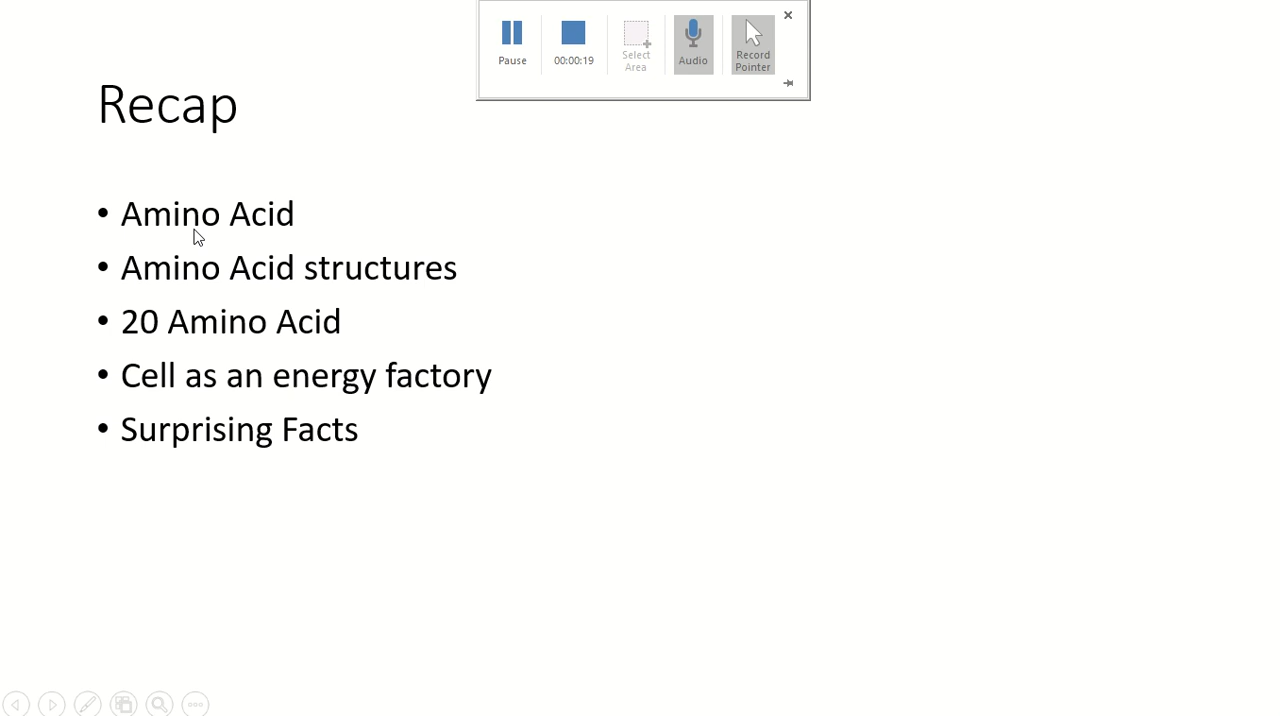 Pause
00:00:19
Select
Area
Audio
Record
Pointer
Recap
• Amino Acid
• Amino Acid structures
• 20 Amino Acid
• Cell as an energy factory
• Surprising Facts